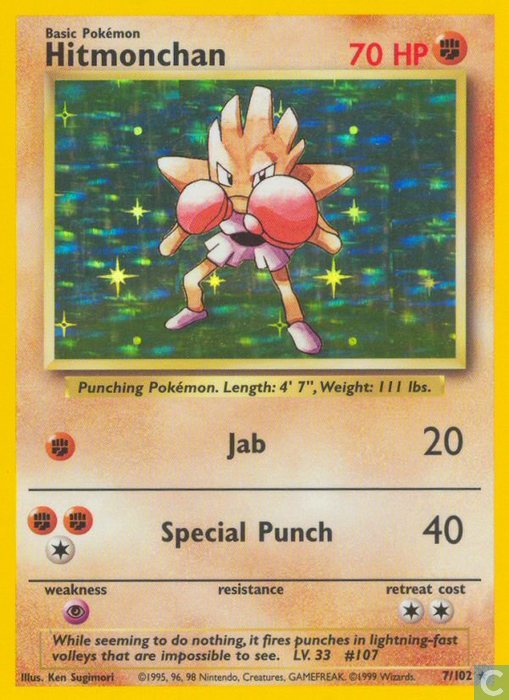 Basic Pokémon
Hitmonchan 70 HP
Punching Pokémon. Length: 4' 7", Weight: 111 lbs.
Jab 20
Special Punch 40
weakness resistance retreat cost
While seeming to do nothing, it fires punches in lightning-fast
volleys that are impossible to see. LV. 33 #107
Illus. Ken Sugimori ©1995, 96, 98 Nintendo, Creatures, GAMEFREAK. ©1999 Wizards. 7/102 ★
C